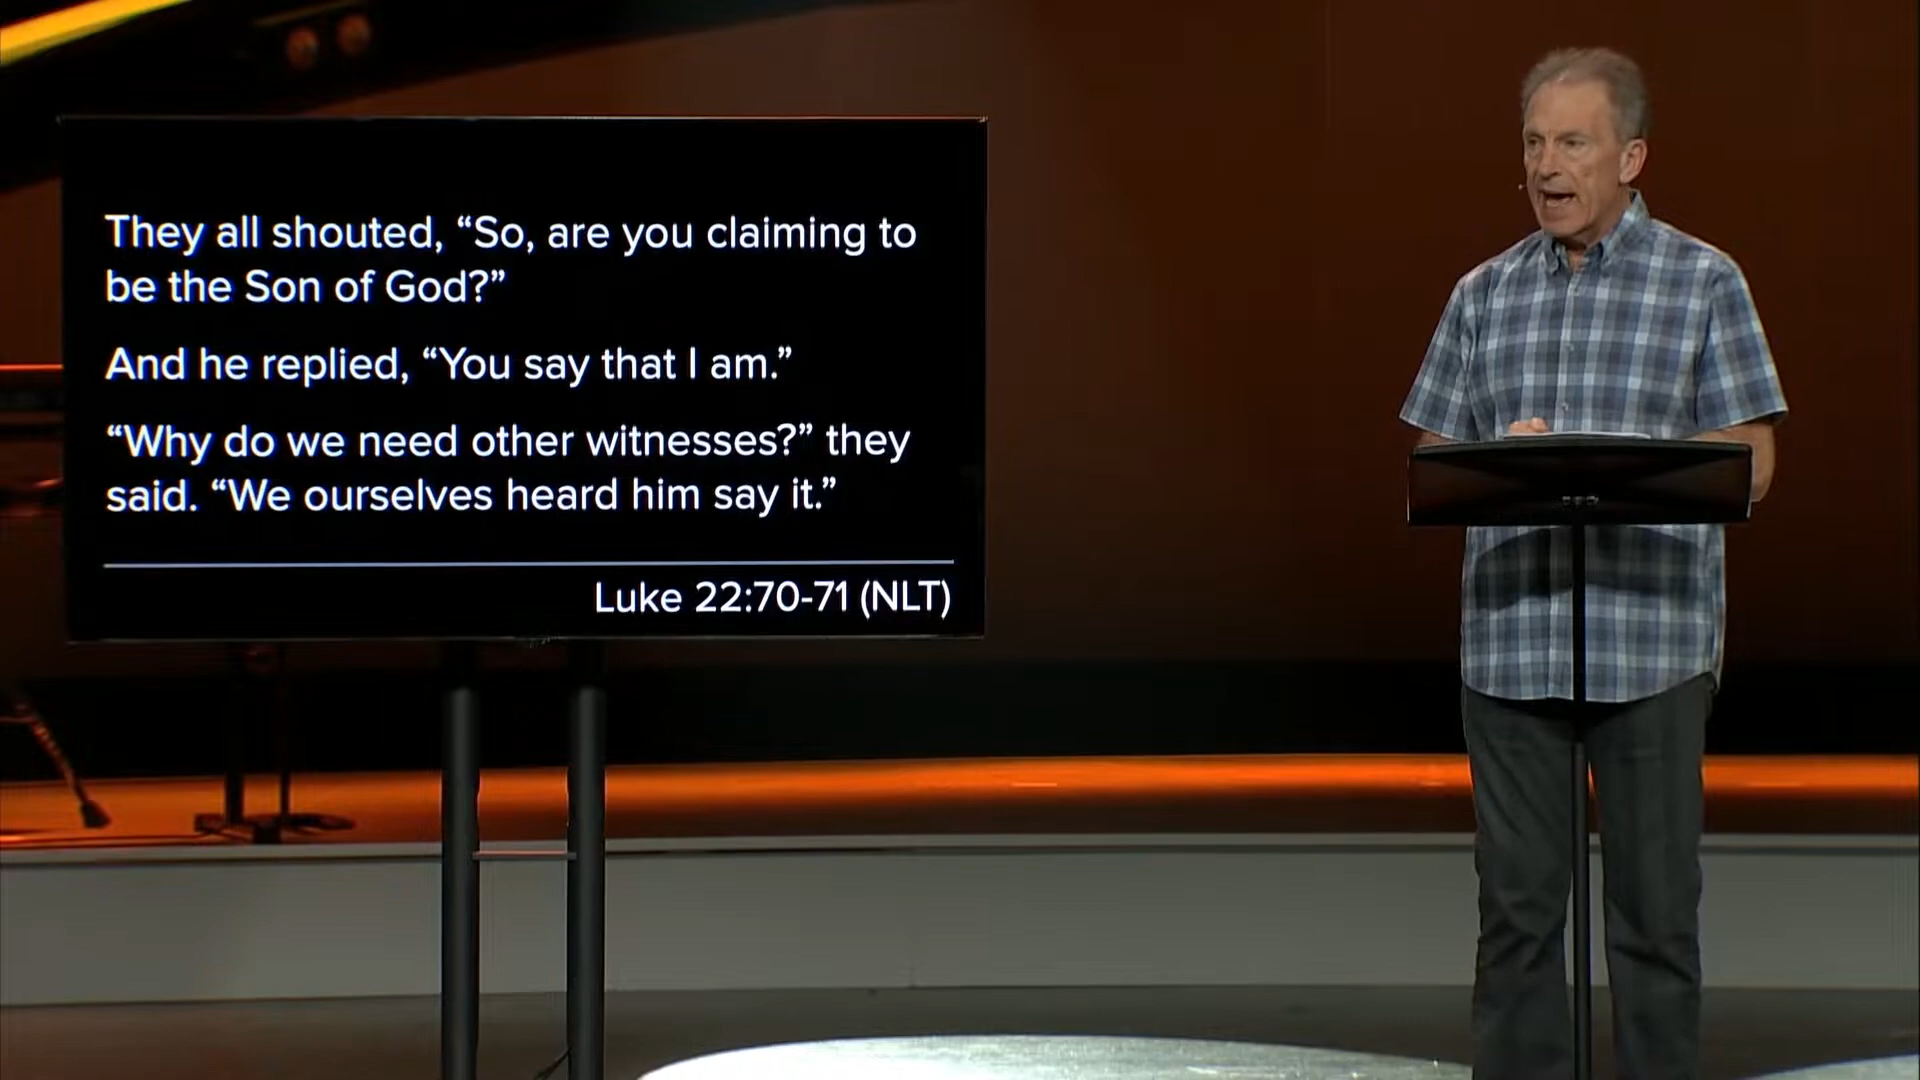 They all shouted, “So, are you claiming to
be the Son of God?”
And he replied, “You say that I am.”
“Why do we need other witnesses?” they
said. “We ourselves heard him say it.”
Luke 22:70-71 (NLT)